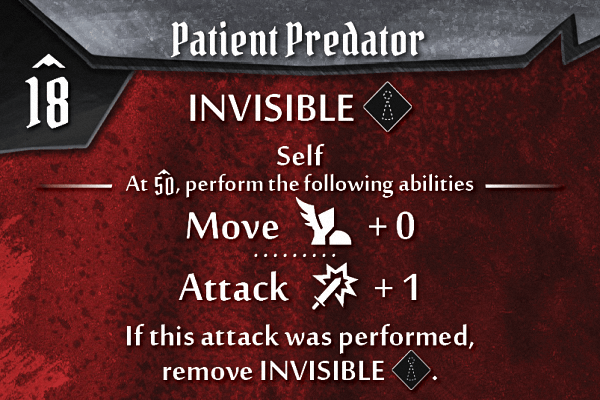 Patient Predator
18
INVISIBLE
Self
At 50, perform the following abilities
Move + 0
Attack + 1
If this attack was performed,
remove INVISIBLE .